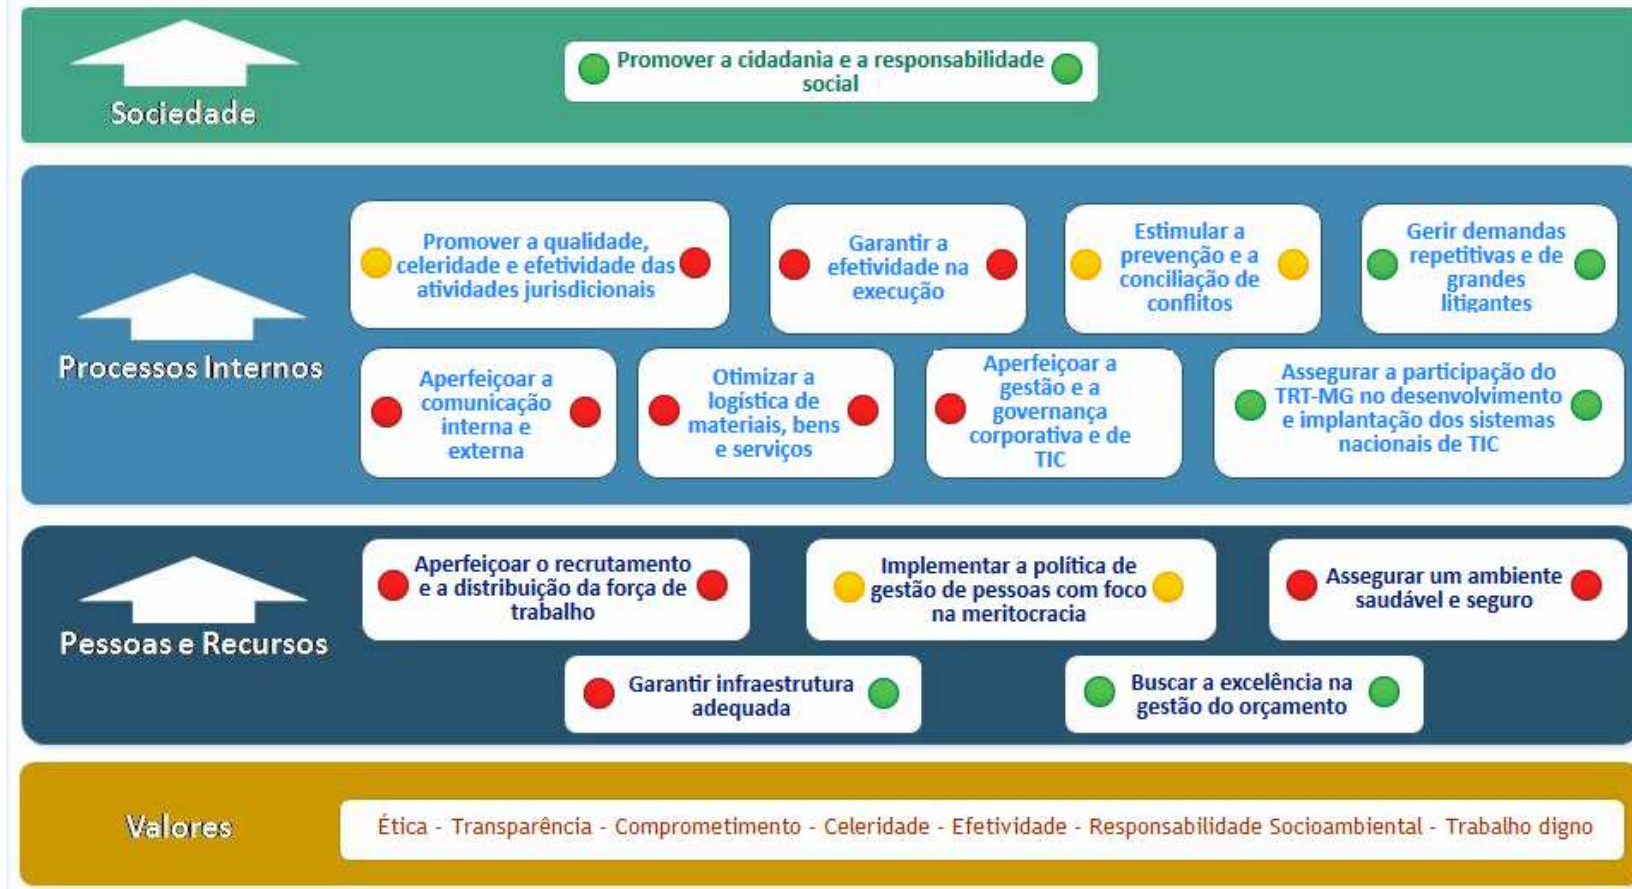 Sociedade
Promover a cidadania e a responsabilidade
social
Processos Internos
Promover a qualidade,
celeridade e efetividade das
atividades jurisdicionais
Garantir a
efetividade na
execução
Estimular a
prevenção e a
conciliação de
conflitos
Gerir demandas
repetitivas e de
grandes
litigantes
Aperfeiçoar a
comunicação
interna e
externa
Otimizar a
logística de
materiais, bens
e serviços
Aperfeiçoar a
gestão e a
governança
corporativa e de
TIC
Assegurar a participação do
TRT-MG no desenvolvimento
e implantação dos sistemas
nacionais de TIC
Pessoas e Recursos
Aperfeiçoar o recrutamento
e a distribuição da força de
trabalho
Implementar a política de
gestão de pessoas com foco
na meritocracia
Assegurar um ambiente
saudável e seguro
Garantir infraestrutura
adequada
Buscar a excelência na
gestão do orçamento
Valores
Ética - Transparência - Comprometimento - Celeridade - Efetividade - Responsabilidade Socioambiental - Trabalho digno